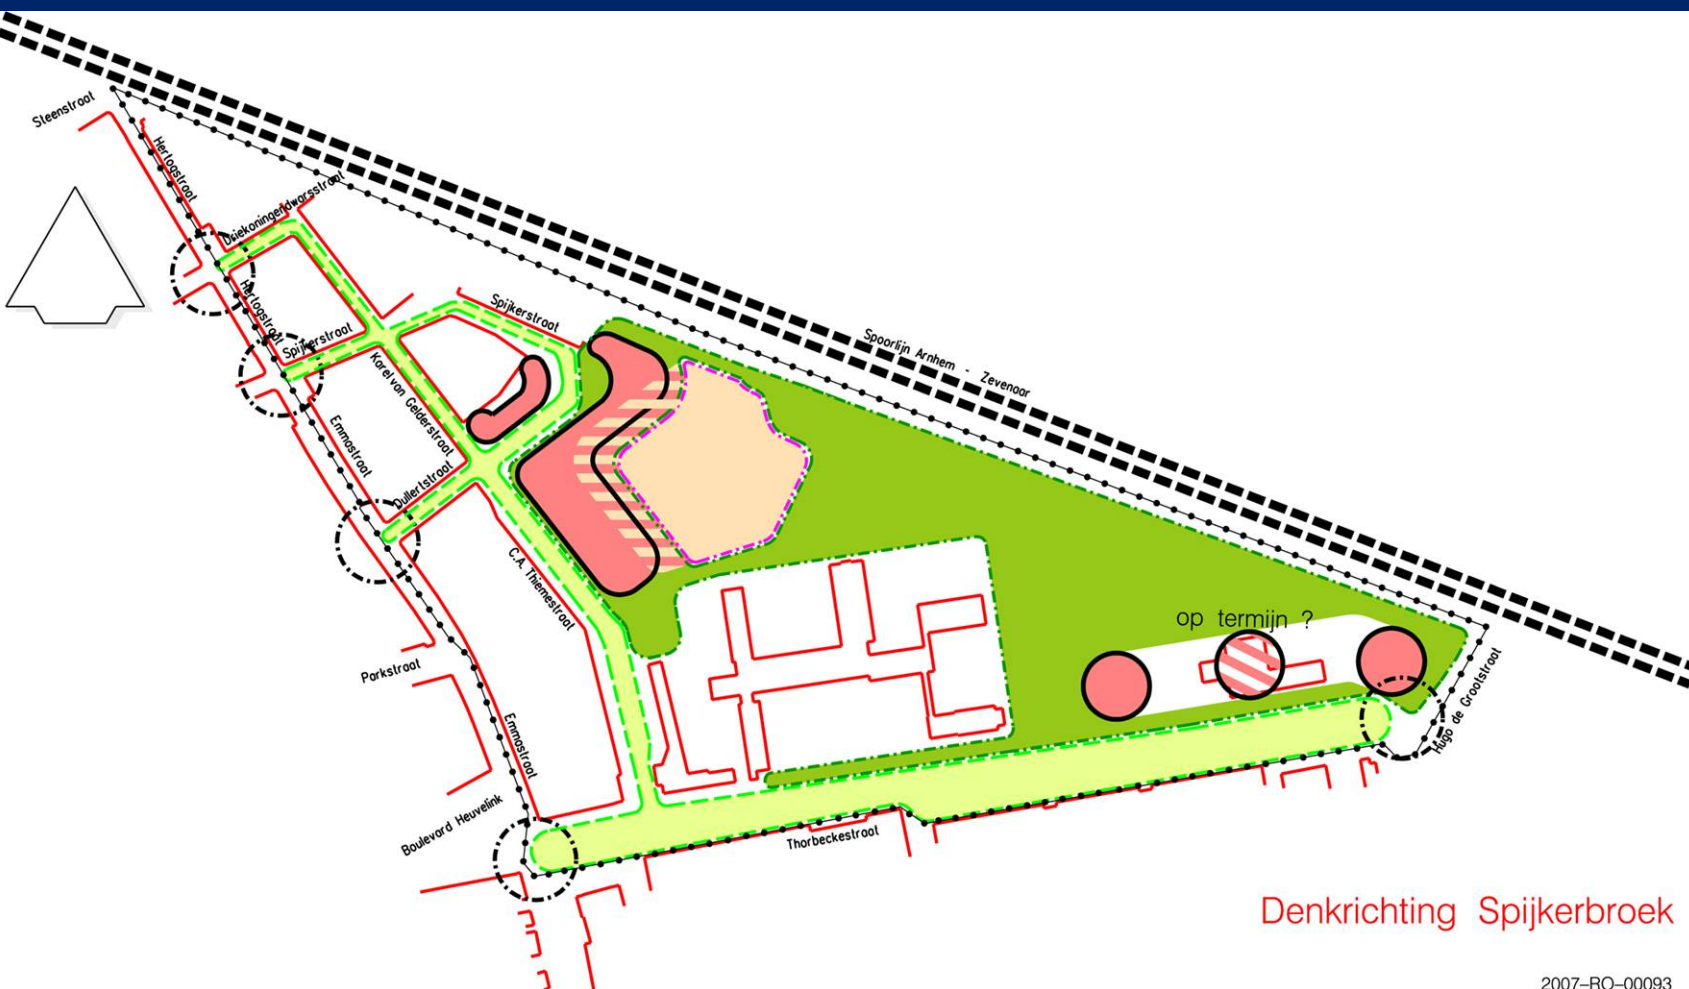 Steenstraat
Hertogstraat
Driekoningendwarsstraat
Hertogstraat
Spijkerstraat
Spijkerstraat
Karel van Gelderstraat
Emmastraat
Dullertstraat
C.A. Thiemestraat
Spoorlijn Arnhem - Zevenaar
op termijn ?
Parkstraat
Emmastraat
Hugo de Grootstraat
Boulevard Heuvelink
Thorbeckestraat
Denkrichting Spijkerbroek
2007-RO-00093